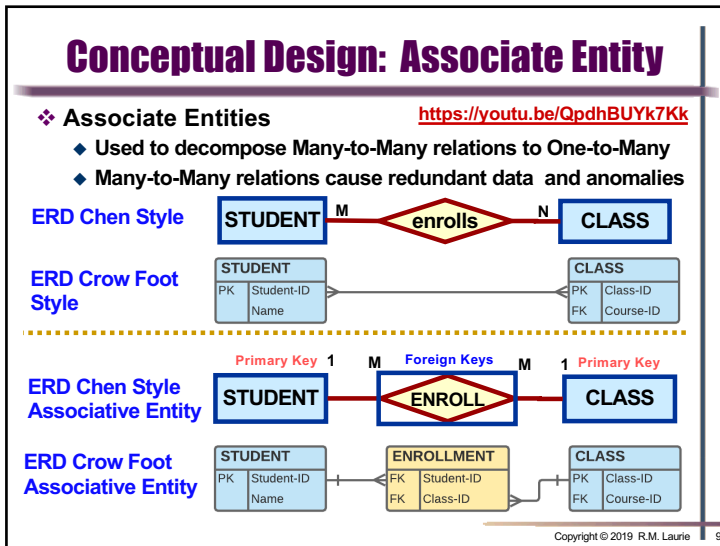 Conceptual Design: Associate Entity
❖ Associate Entities https://youtu.be/QpdhBUYk7Kk
◆ Used to decompose Many-to-Many relations to One-to-Many
◆ Many-to-Many relations cause redundant data and anomalies
ERD Chen Style STUDENT M enrolls N CLASS
ERD Crow Foot
Style
STUDENT
PK Student-ID
Name
CLASS
PK Class-ID
FK Course-ID
Primary Key 1 M Foreign Keys M 1 Primary Key
ERD Chen Style
Associative Entity
STUDENT ENROLL CLASS
ERD Crow Foot
Associative Entity
STUDENT
PK Student-ID
Name
ENROLLMENT
FK Student-ID
FK Class-ID
CLASS
PK Class-ID
FK Course-ID
Copyright © 2019 R.M. Laurie 9